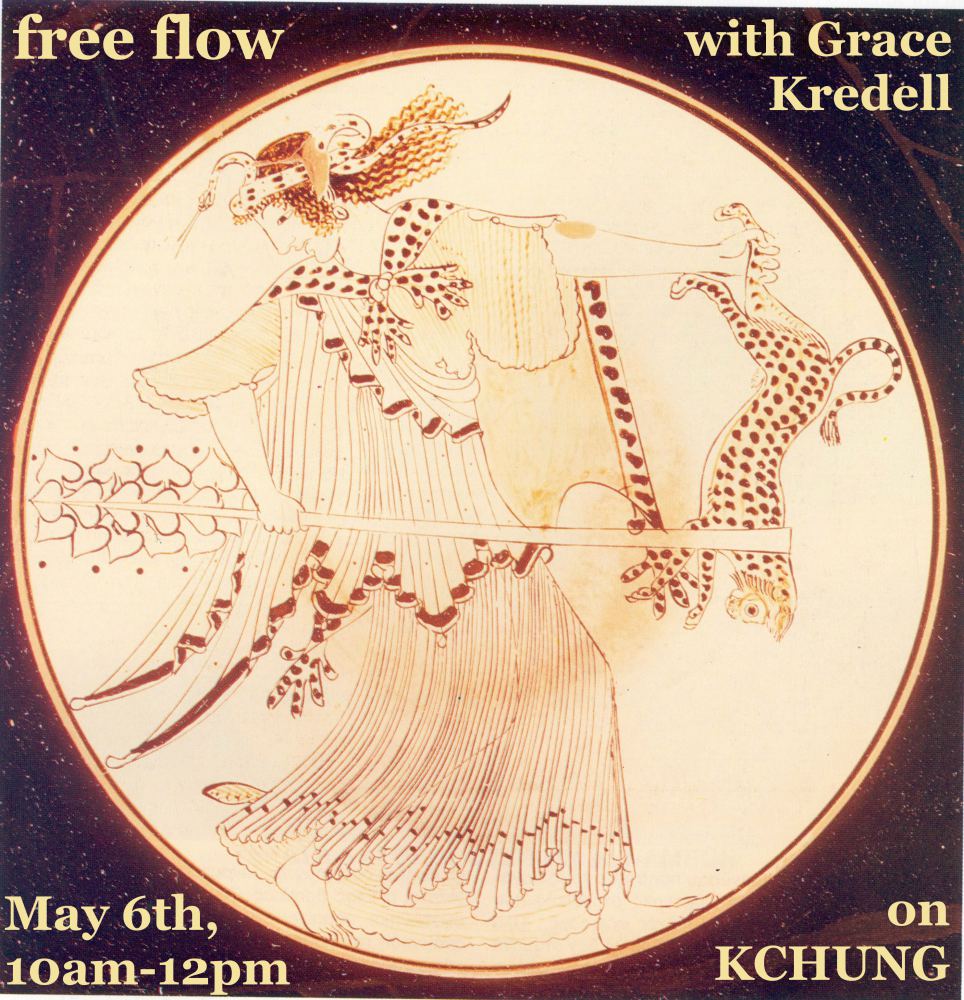 free flow
with Grace
Kredell
May 6th,
10am-12pm
on
KCHUNG